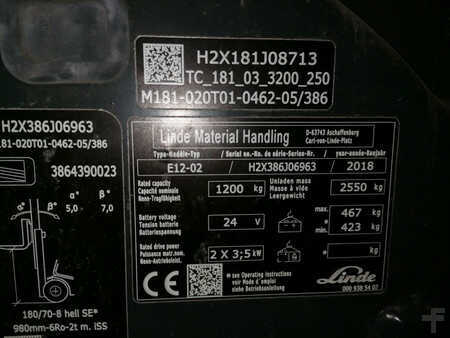 H2X181J08713
TC_181_03_3200_250
M181-020T01-0462-05/386
H2X386J06963
181-020T01-0462-05/386
3864390023
α° β° α° β°
5,0 7,0
180/70-8 hell SE*
980mm-6Ro-2t m. iSS
Linde Material Handling
D-63743 Aschaffenburg
Carl-von-Linde-Platz
Type-Modèle-Typ / Serial no.-No. de série-Serien-Nr. / year-année-Baujahr
E12-02 / H2X386J06963 / 2018
Rated capacity
Capacité nominale
Nenn-Tragfähigkeit
1200 kg
Unladen mass
Masse à vide
Leergewicht
2550 kg
Battery voltage
Tension batterie
Batteriespannung
24 V
max. 467 kg
min. 423 kg
Rated drive power
Puissance motr. nom.
Nenn-Antriebsleist.
2 X 3,5 kW
* kg
CE
* see Operating instructions
voir Mode d'emploi
siehe Betriebsanleitung
Linde
000 938 54 07